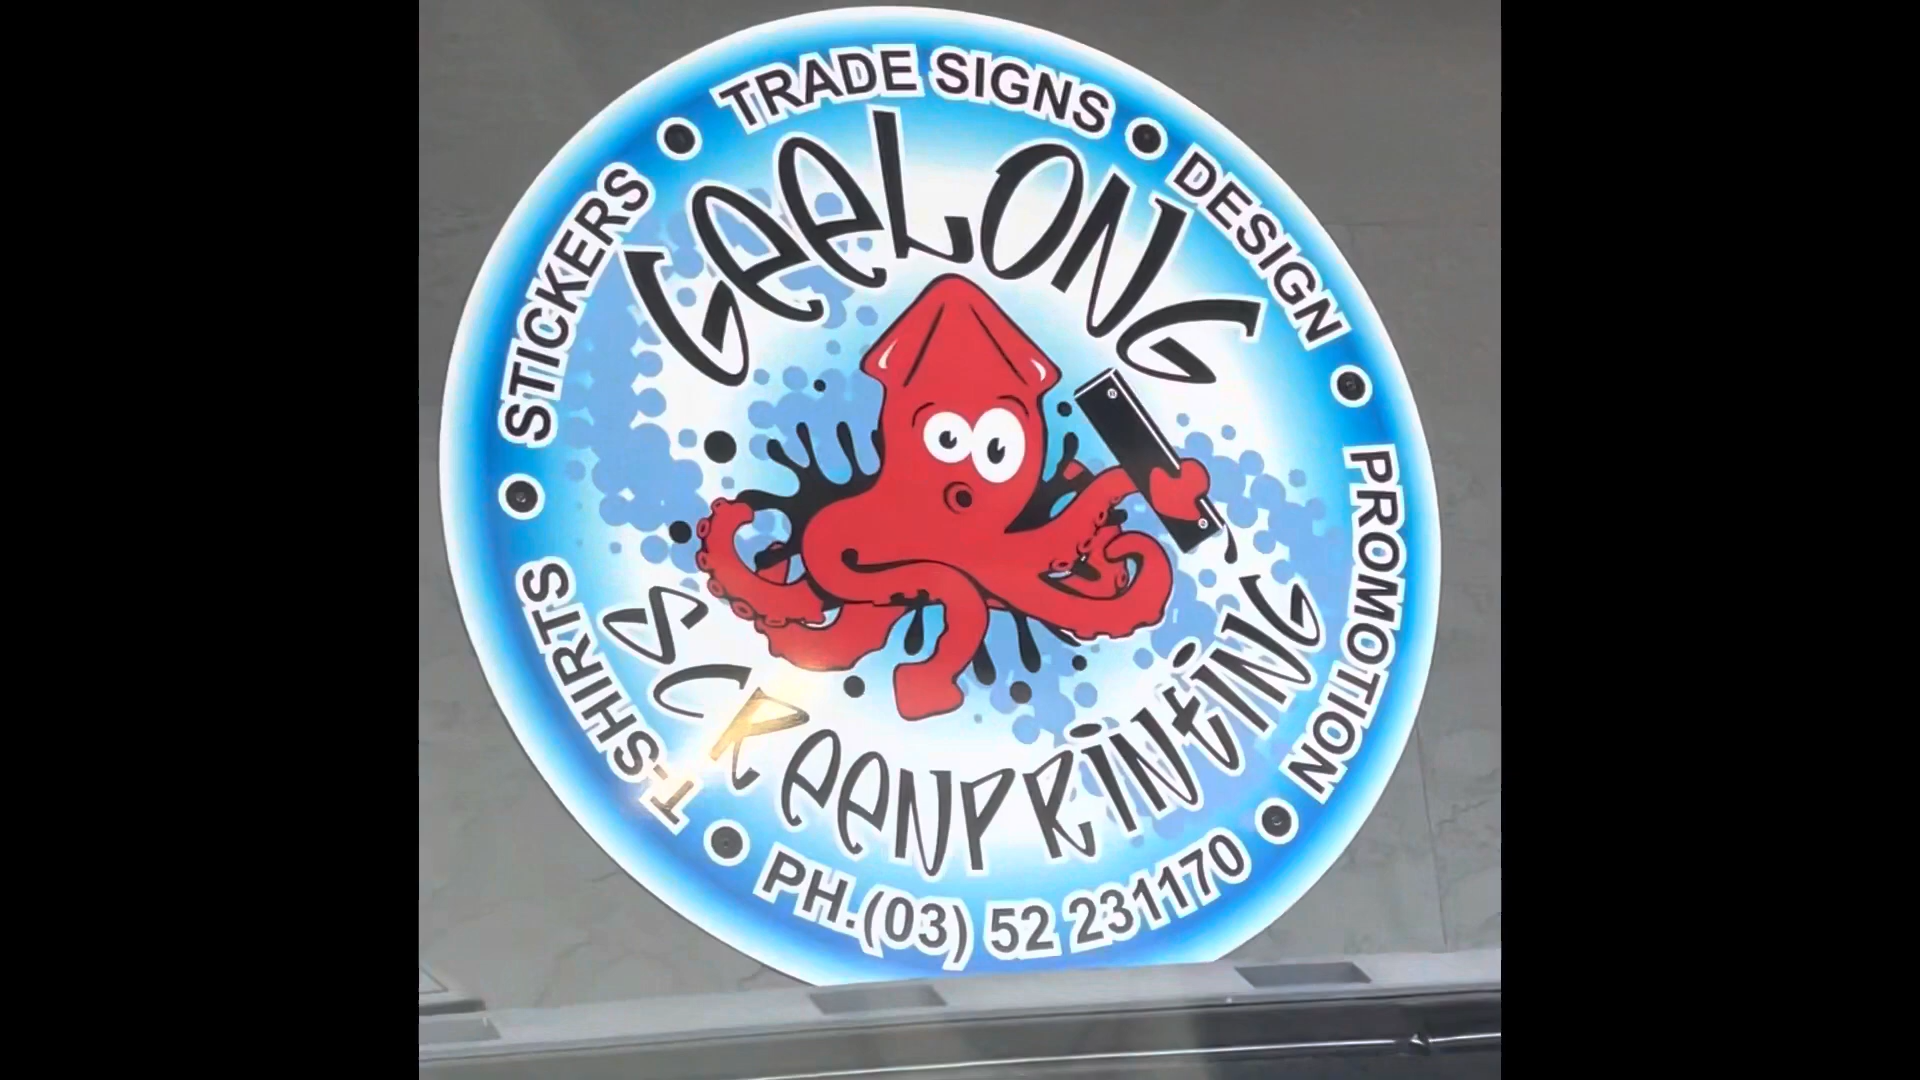 TRADE SIGNS • DESIGN • PROMOTION • PH.(03) 52 231170 • T-SHIRTS • STICKERS •
GEELONG
SCREENPRINTING